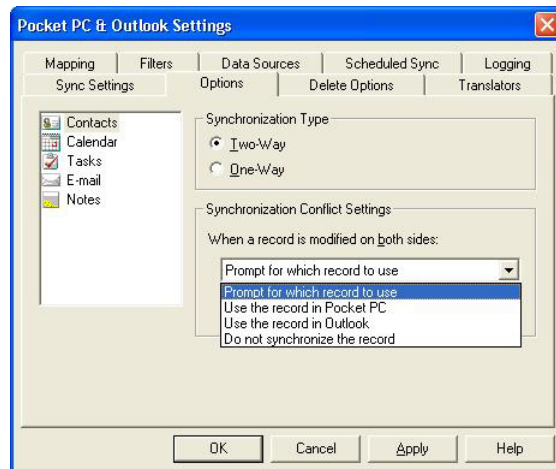 Pocket PC & Outlook Settings
Mapping Filters Data Sources Scheduled Sync Logging
Sync Settings Options Delete Options Translators
Contacts
Calendar
Tasks
E-mail
Notes
Synchronization Type
Two-Way
One-Way
Synchronization Conflict Settings
When a record is modified on both sides:
Prompt for which record to use
Prompt for which record to use
Use the record in Pocket PC
Use the record in Outlook
Do not synchronize the record
OK Cancel Apply Help